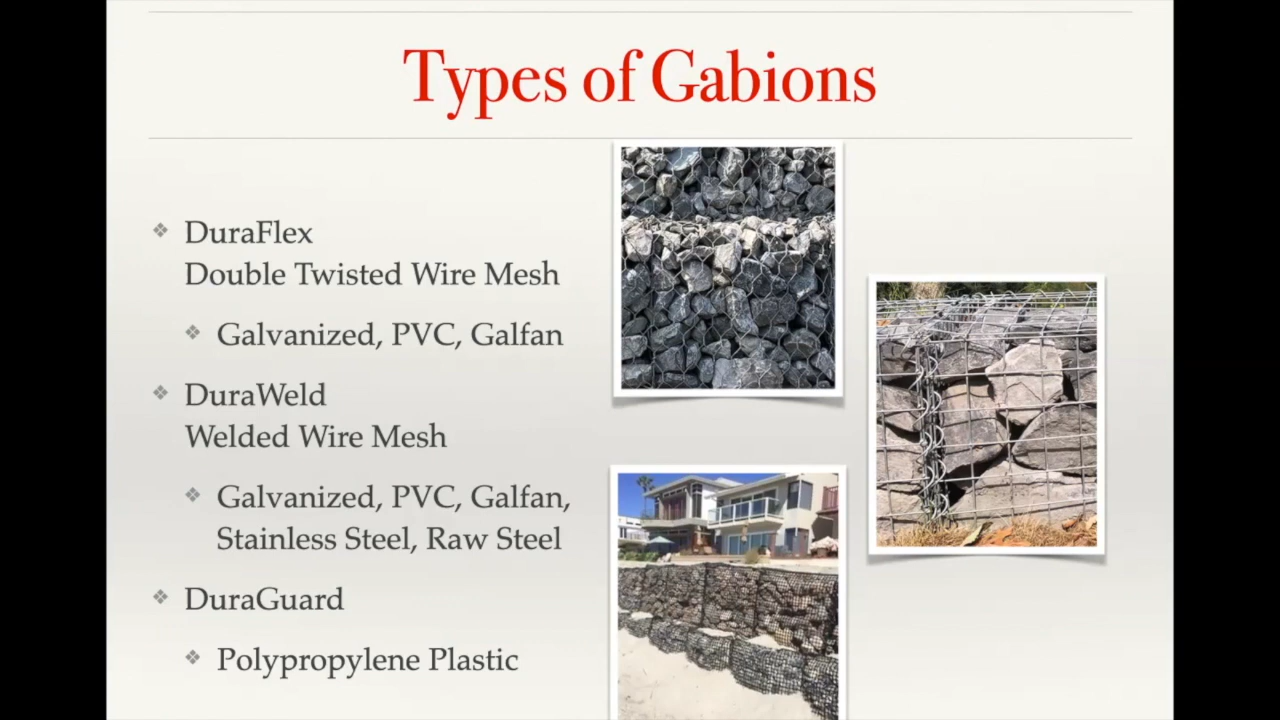 Types of Gabions
DuraFlex
Double Twisted Wire Mesh
Galvanized, PVC, Galfan
DuraWeld
Welded Wire Mesh
Galvanized, PVC, Galfan,
Stainless Steel, Raw Steel
DuraGuard
Polypropylene Plastic